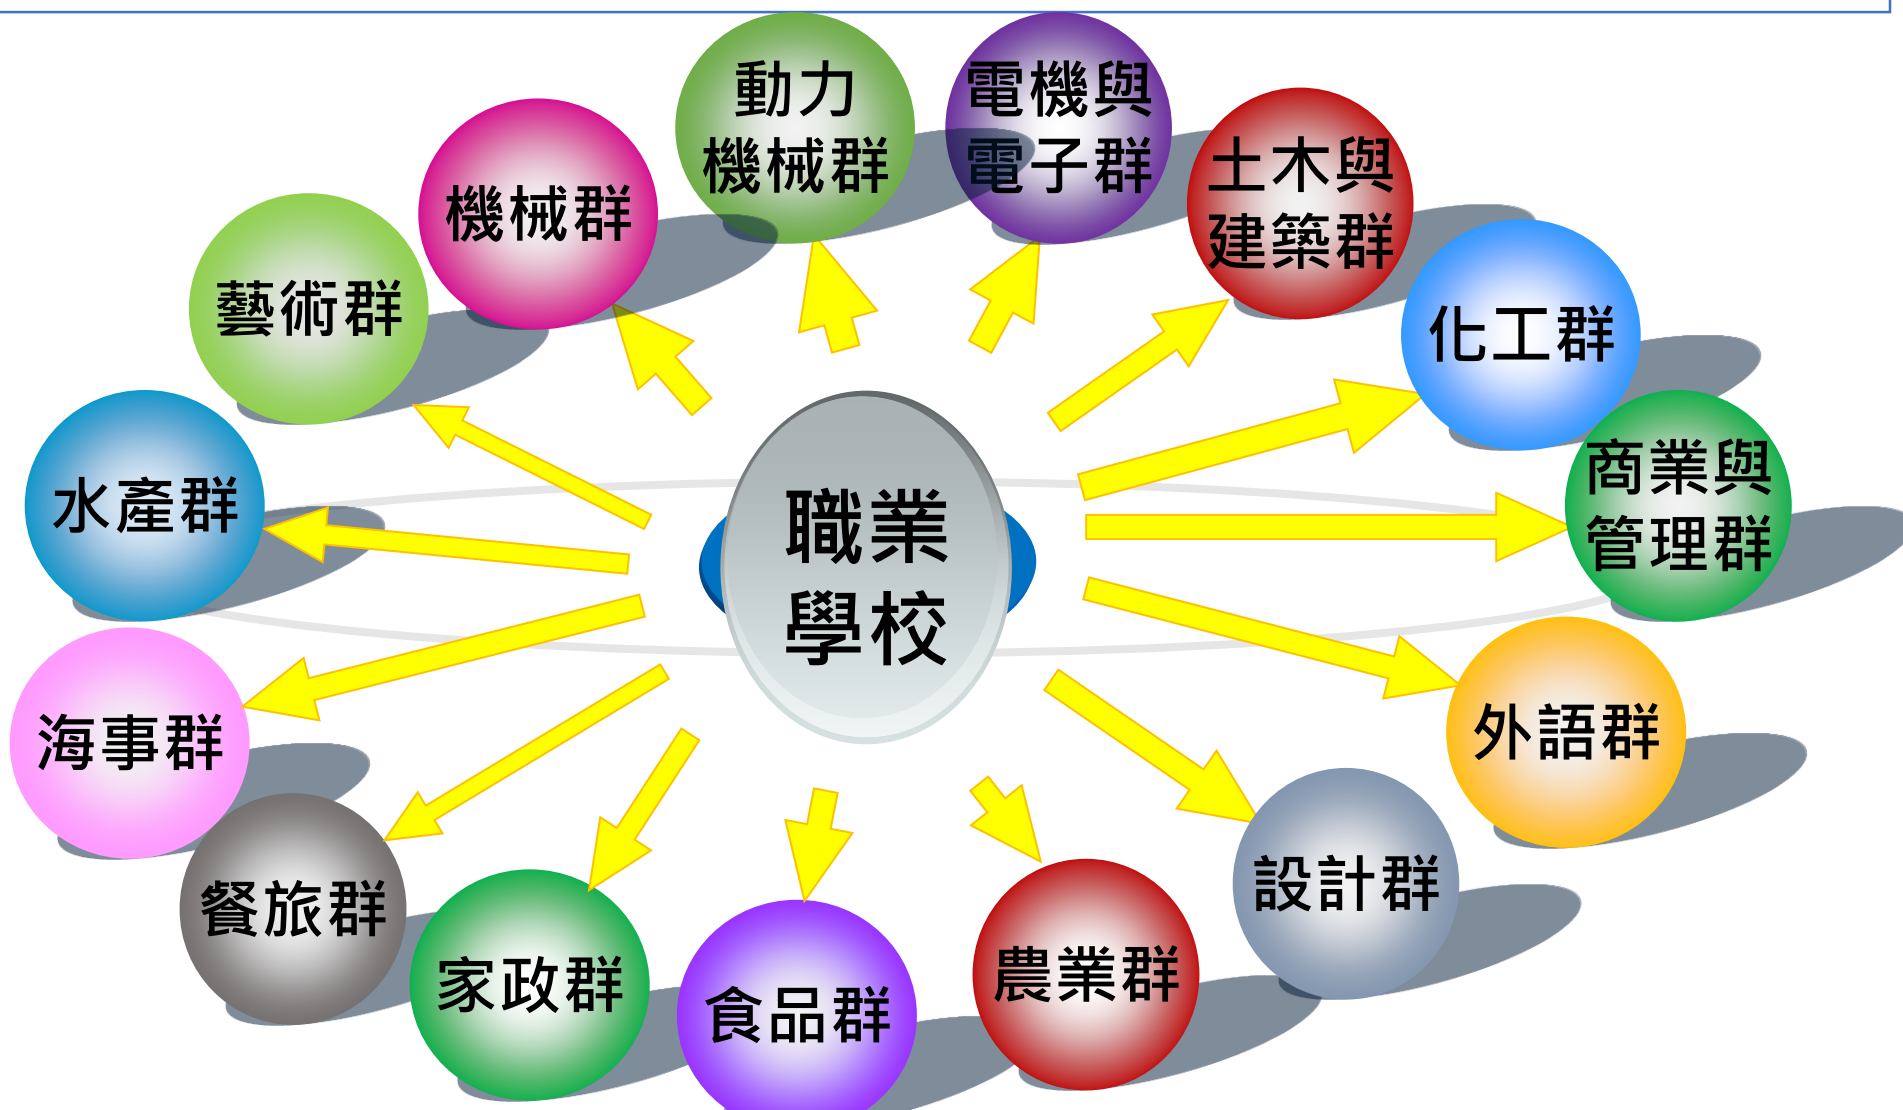 動力
機械群
電機與
電子群
土木與
建築群
機械群
藝術群
化工群
商業與
管理群
水產群
職業
學校
海事群
外語群
餐旅群
設計群
家政群
食品群
農業群